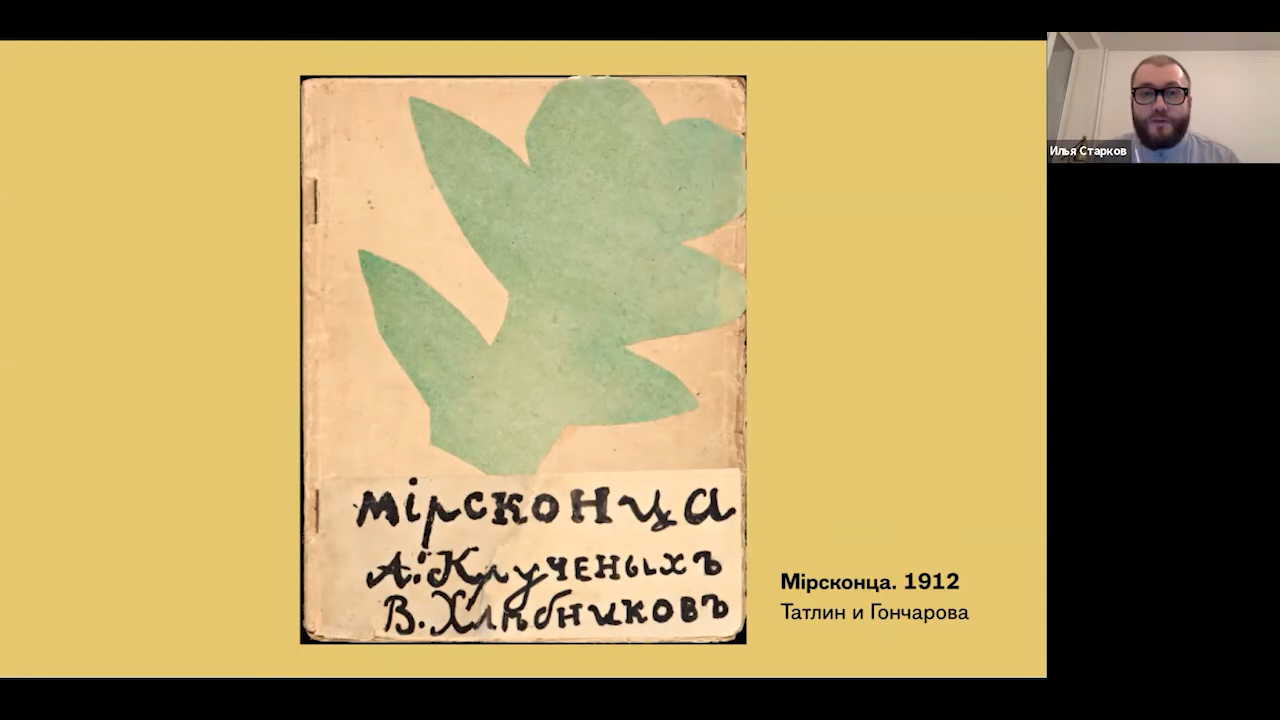 мірсконца
А. Крученыхъ
В. Хлѣбниковъ
Мірсконца. 1912
Татлин и Гончарова
Илья Старков